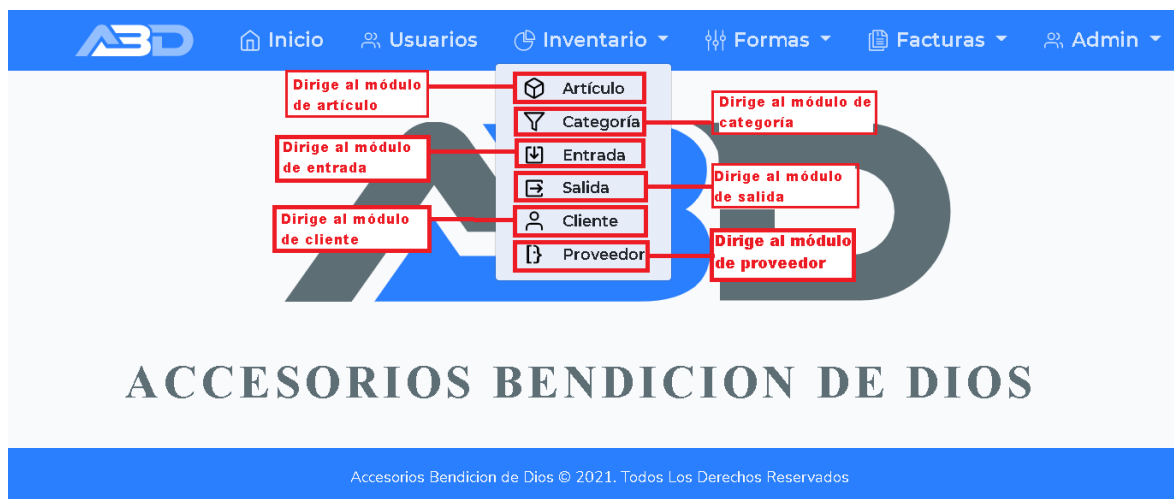 ABD Inicio Usuarios Inventario Formas Facturas Admin
Dirige al módulo
de artículo
Artículo
Categoría
Dirige al módulo de
categoría
Dirige al módulo
de entrada
Entrada
Salida
Dirige al módulo
de salida
Dirige al módulo
de cliente
Cliente
Proveedor
Dirige al módulo
de proveedor
ABD
ACCESORIOS BENDICION DE DIOS
Accesorios Bendicion de Dios © 2021. Todos Los Derechos Reservados